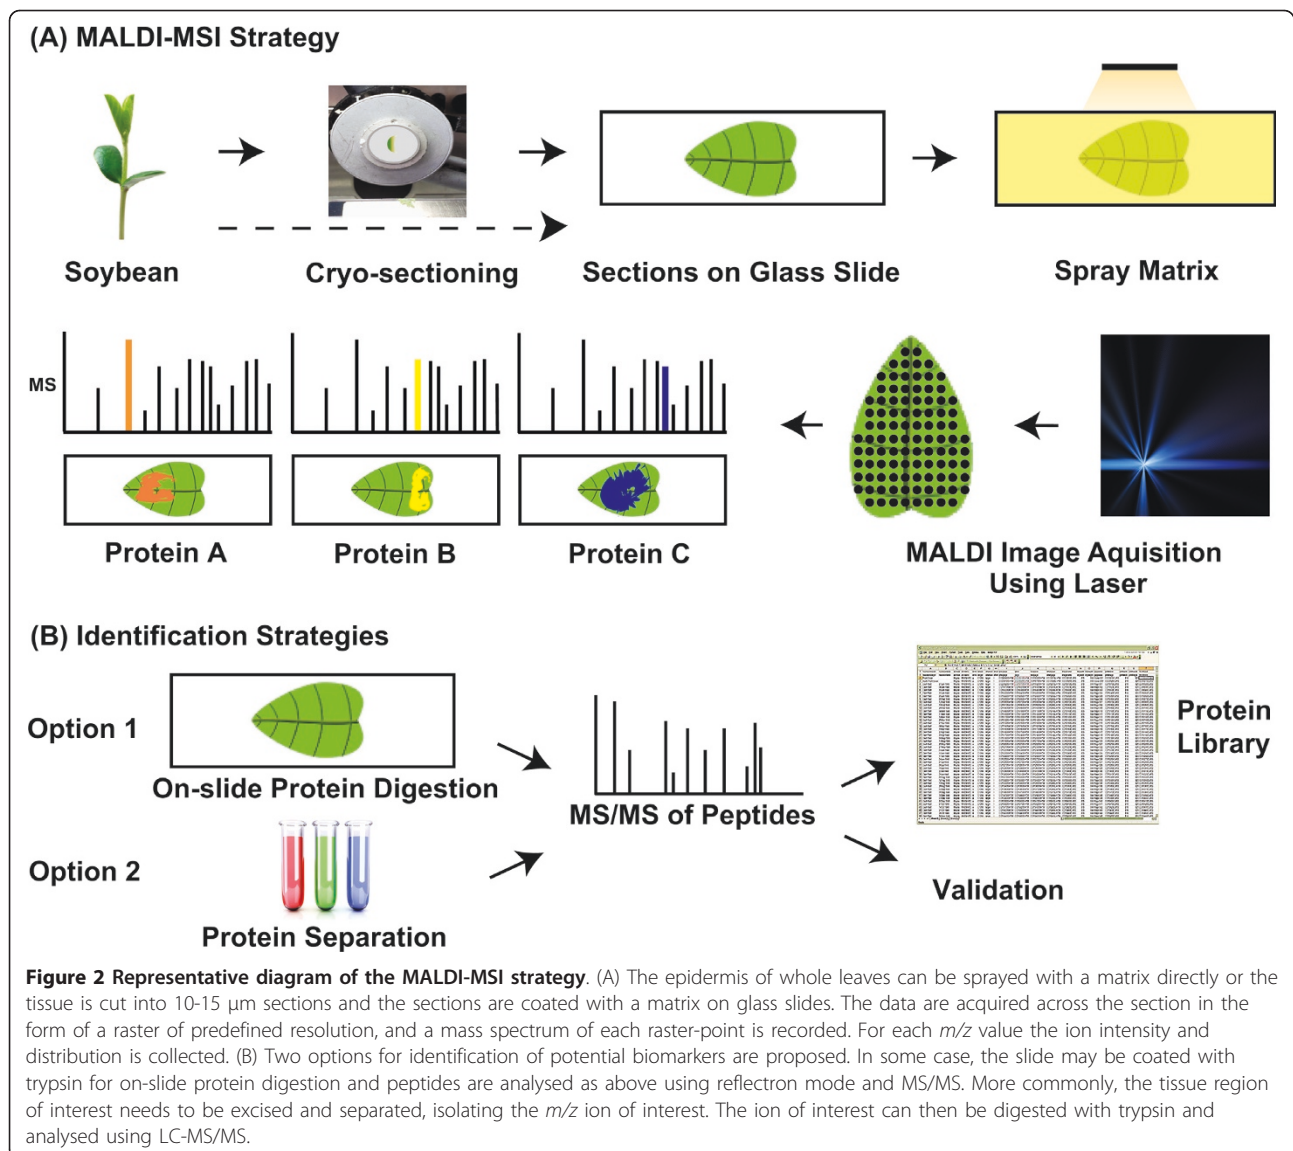 (A) MALDI-MSI Strategy
Soybean
Cryo-sectioning
Sections on Glass Slide
Spray Matrix
MS
Protein A
Protein B
Protein C
MALDI Image Aquisition
Using Laser
(B) Identification Strategies
Option 1
On-slide Protein Digestion
MS/MS of Peptides
Protein
Library
Option 2
Protein Separation
Validation
Figure 2 Representative diagram of the MALDI-MSI strategy. (A) The epidermis of whole leaves can be sprayed with a matrix directly or the
tissue is cut into 10-15 μm sections and the sections are coated with a matrix on glass slides. The data are acquired across the section in the
form of a raster of predefined resolution, and a mass spectrum of each raster-point is recorded. For each m/z value the ion intensity and
distribution is collected. (B) Two options for identification of potential biomarkers are proposed. In some case, the slide may be coated with
trypsin for on-slide protein digestion and peptides are analysed as above using reflectron mode and MS/MS. More commonly, the tissue region
of interest needs to be excised and separated, isolating the m/z ion of interest. The ion of interest can then be digested with trypsin and
analysed using LC-MS/MS.